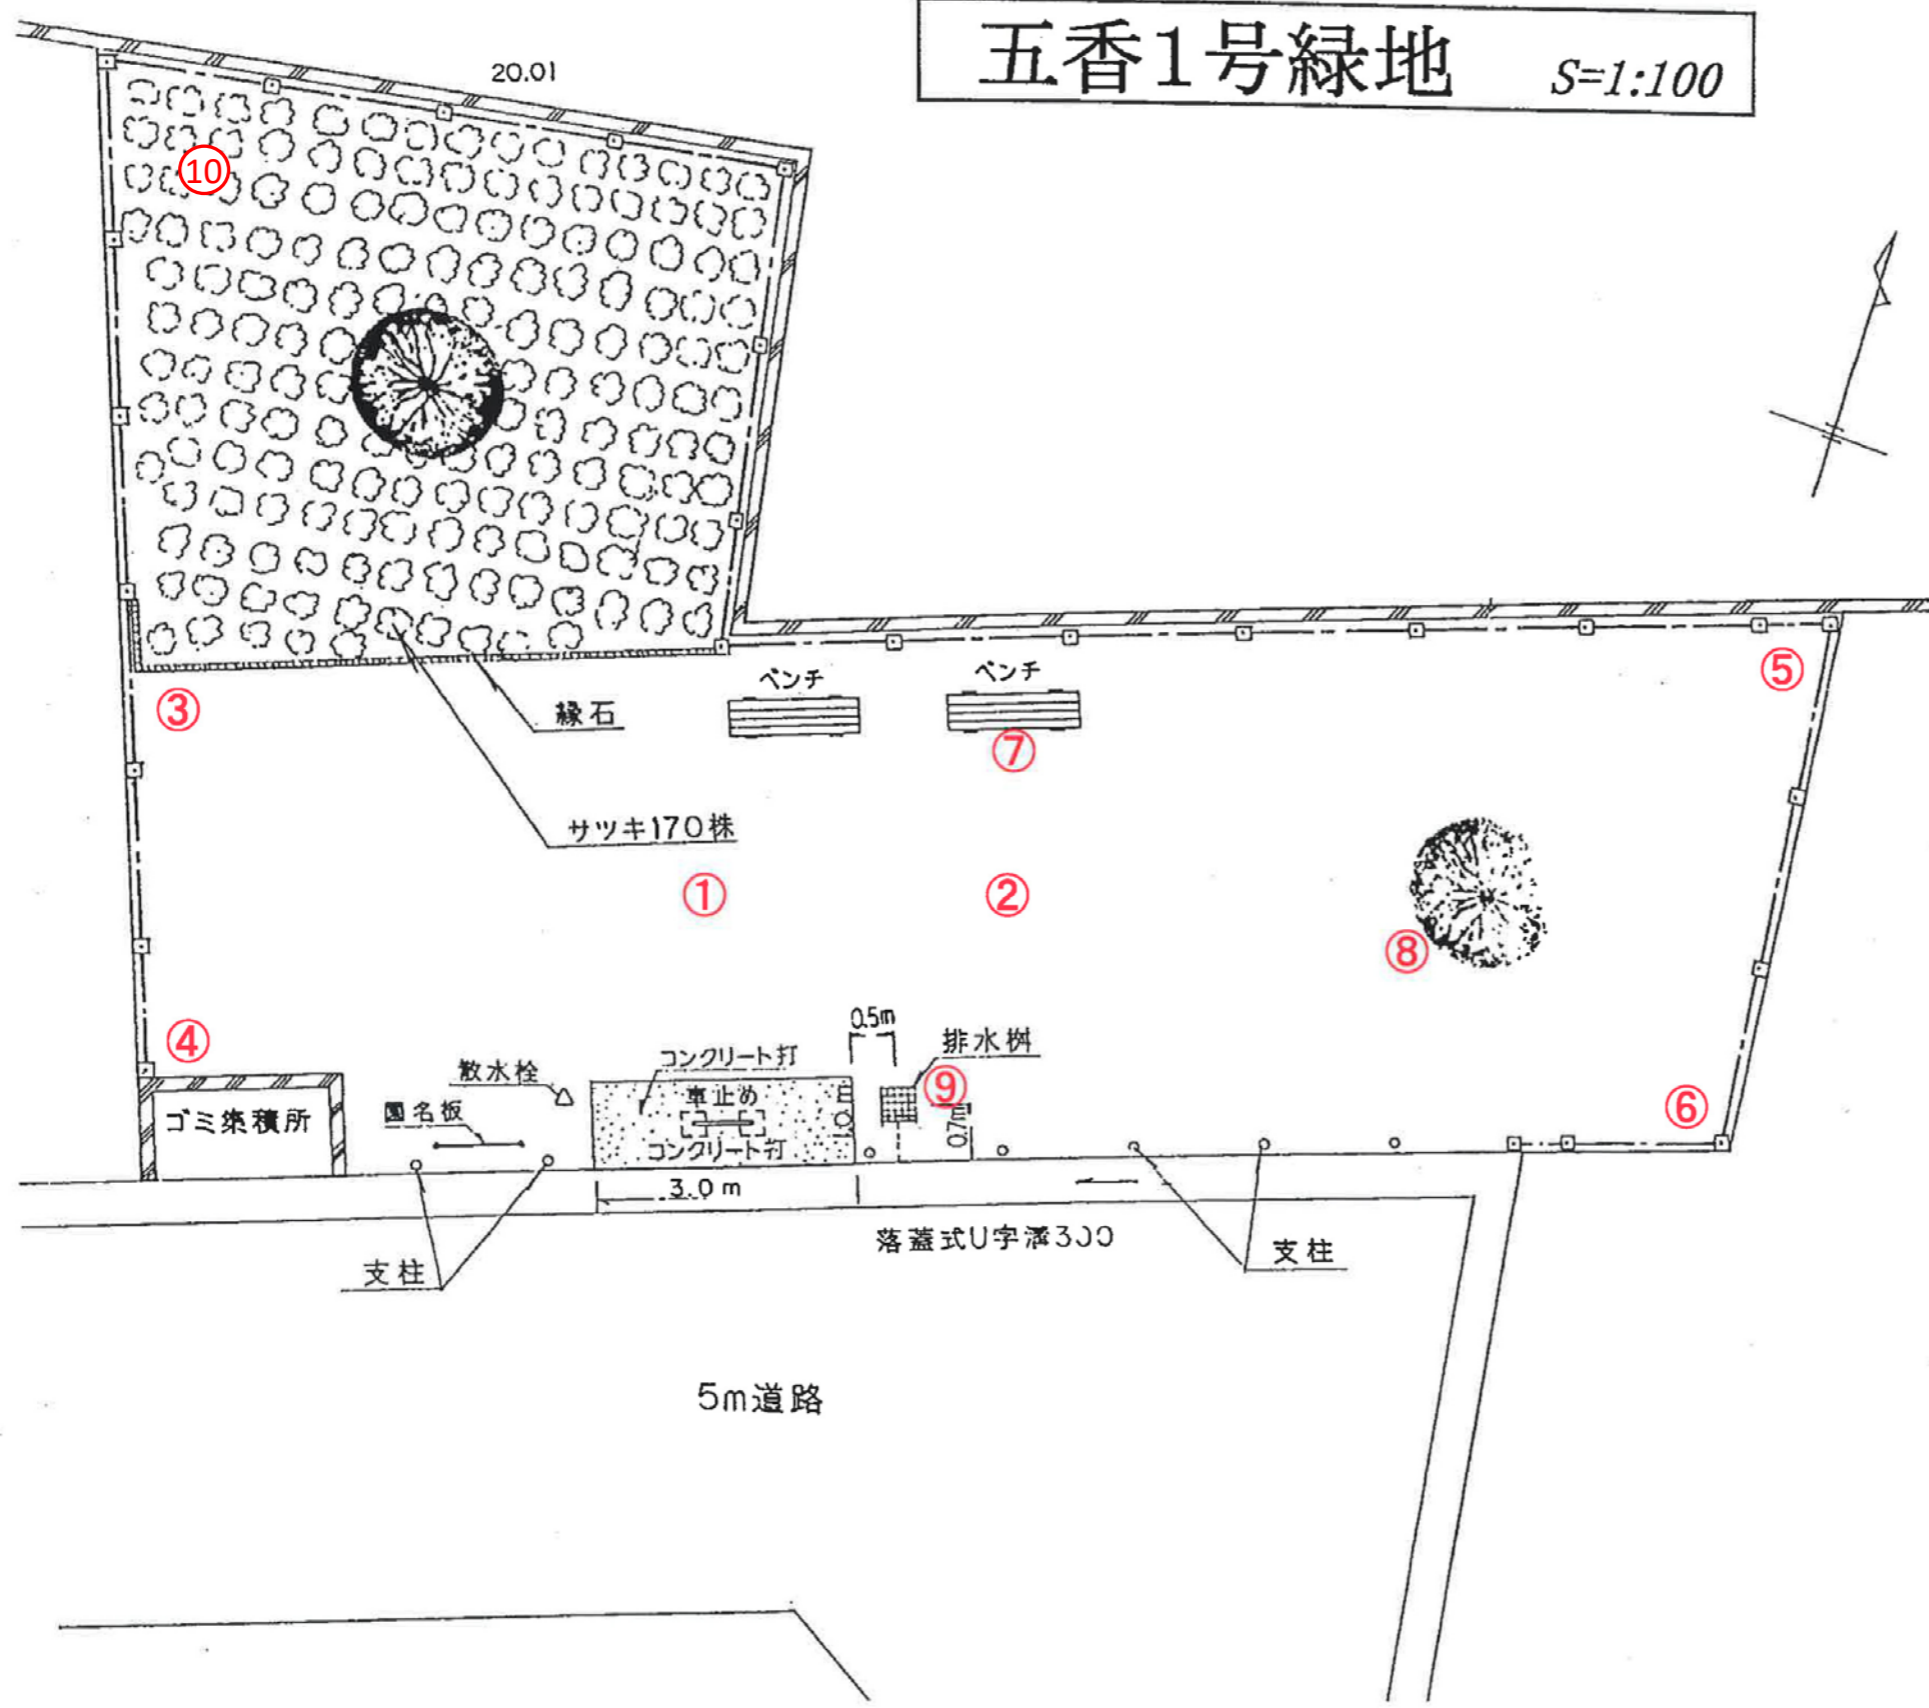 五香1号緑地 S=1:100
20.01
⑩
ベンチ
ベンチ
⑤
③
縁石
⑦
サツキ170株
①
②
⑧
0.5m
④
コンクリート打
排水桝
散水栓
車止め
⑨
⑥
ゴミ集積所
園名板
1.0m
0.7m
コンクリート打
3.0m
落蓋式U字溝300
支柱
支柱
5m道路